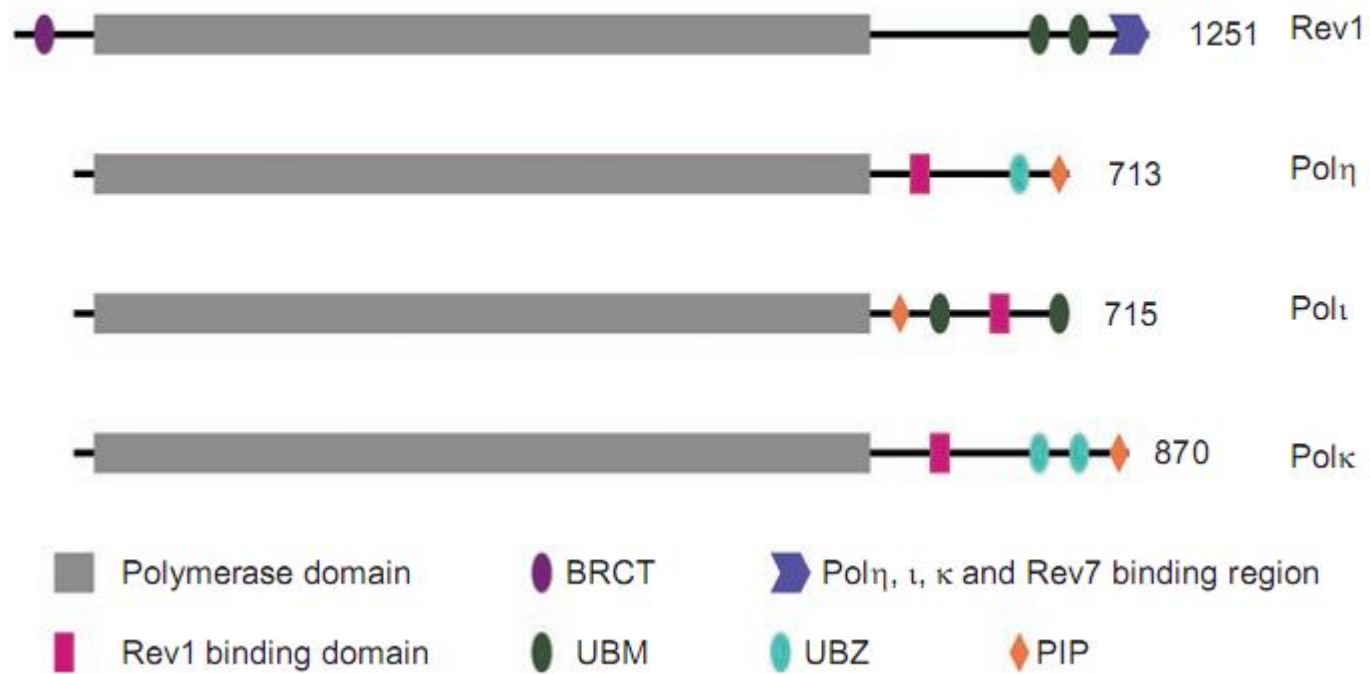 1251 Rev1
713 Polη
715 Polι
870 Polκ
Polymerase domain BRCT Polη, ι, κ and Rev7 binding region
Rev1 binding domain UBM UBZ PIP